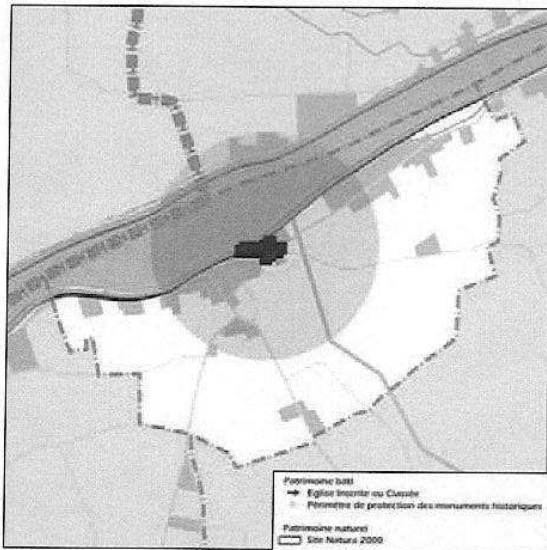 Patrimoine bâti
Eglise Inscrite ou Classée
Périmètre de protection des monuments historiques
Patrimoine naturel
Site Natura 2000